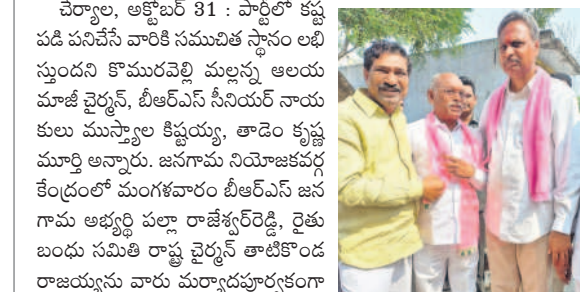 చేర్యాల, అక్టోబర్ 31 : పార్టీలో కష్ట
పడి పనిచేసే వారికి సముచిత స్థానం లభి
స్తుందని కొమురవెల్లి మల్లన్న ఆలయ
మాజీ చైర్మన్, బీఆర్ఎస్ సీనియర్ నాయ
కులు ముస్త్యాల కిష్టయ్య, తాడెం కృష్ణ
మూర్తి అన్నారు. జనగామ నియోజకవర్గ
కేంద్రంలో మంగళవారం బీఆర్ఎస్ జన
గామ అభ్యర్థి పల్లా రాజేశ్వర్‌రెడ్డి, రైతు
బంధు సమితి రాష్ట్ర చైర్మన్ తాటికొండ
రాజయ్యను వారు మర్యాదపూర్వకంగా